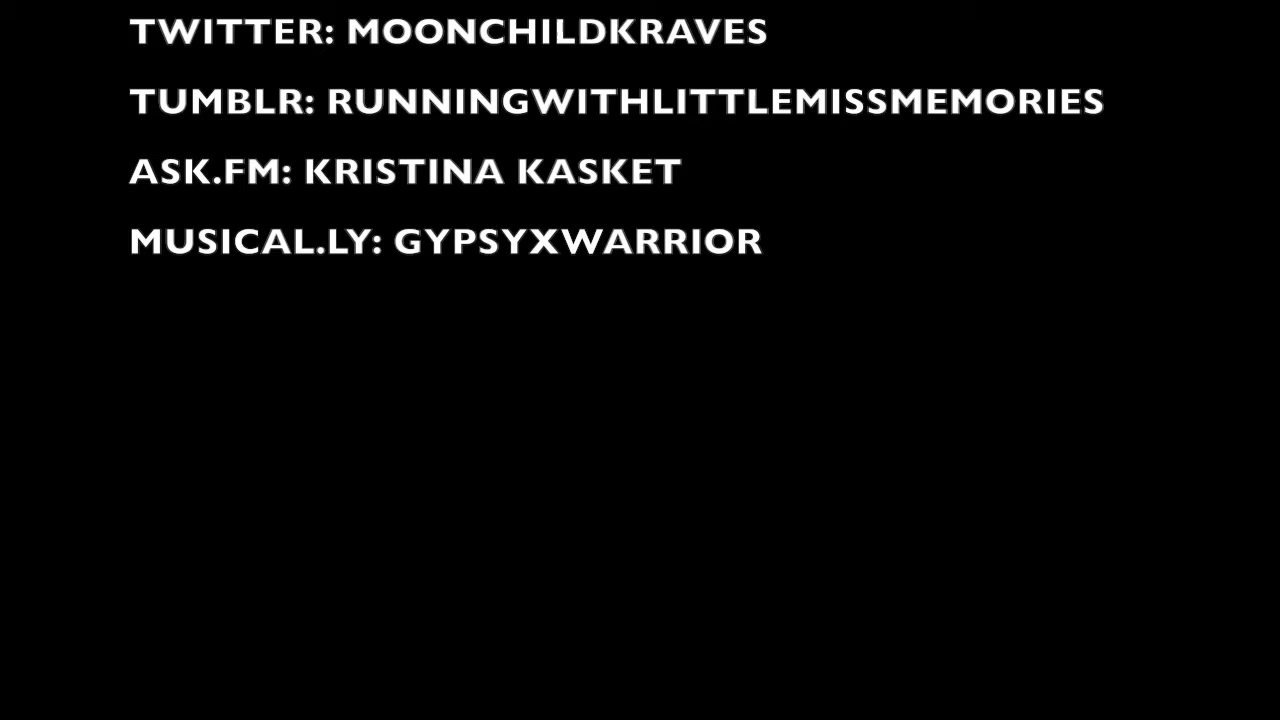 TWITTER: MOONCHILDKRAVES
TUMBLR: RUNNINGWITHLITTLEMISSMEMORIES
ASK.FM: KRISTINA KASKET
MUSICAL.LY: GYPSYXWARRIOR